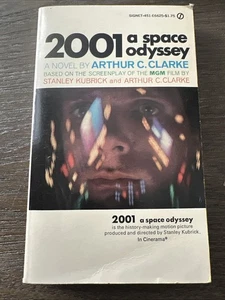 SIGNET•451-E6625•$1.75
2001 a space
odyssey
A NOVEL BY ARTHUR C. CLARKE
BASED ON THE SCREENPLAY OF THE MGM FILM BY
STANLEY KUBRICK AND ARTHUR C. CLARKE
2001 a space odyssey
is the history-making motion picture
produced and directed by Stanley Kubrick.
In Cinerama®